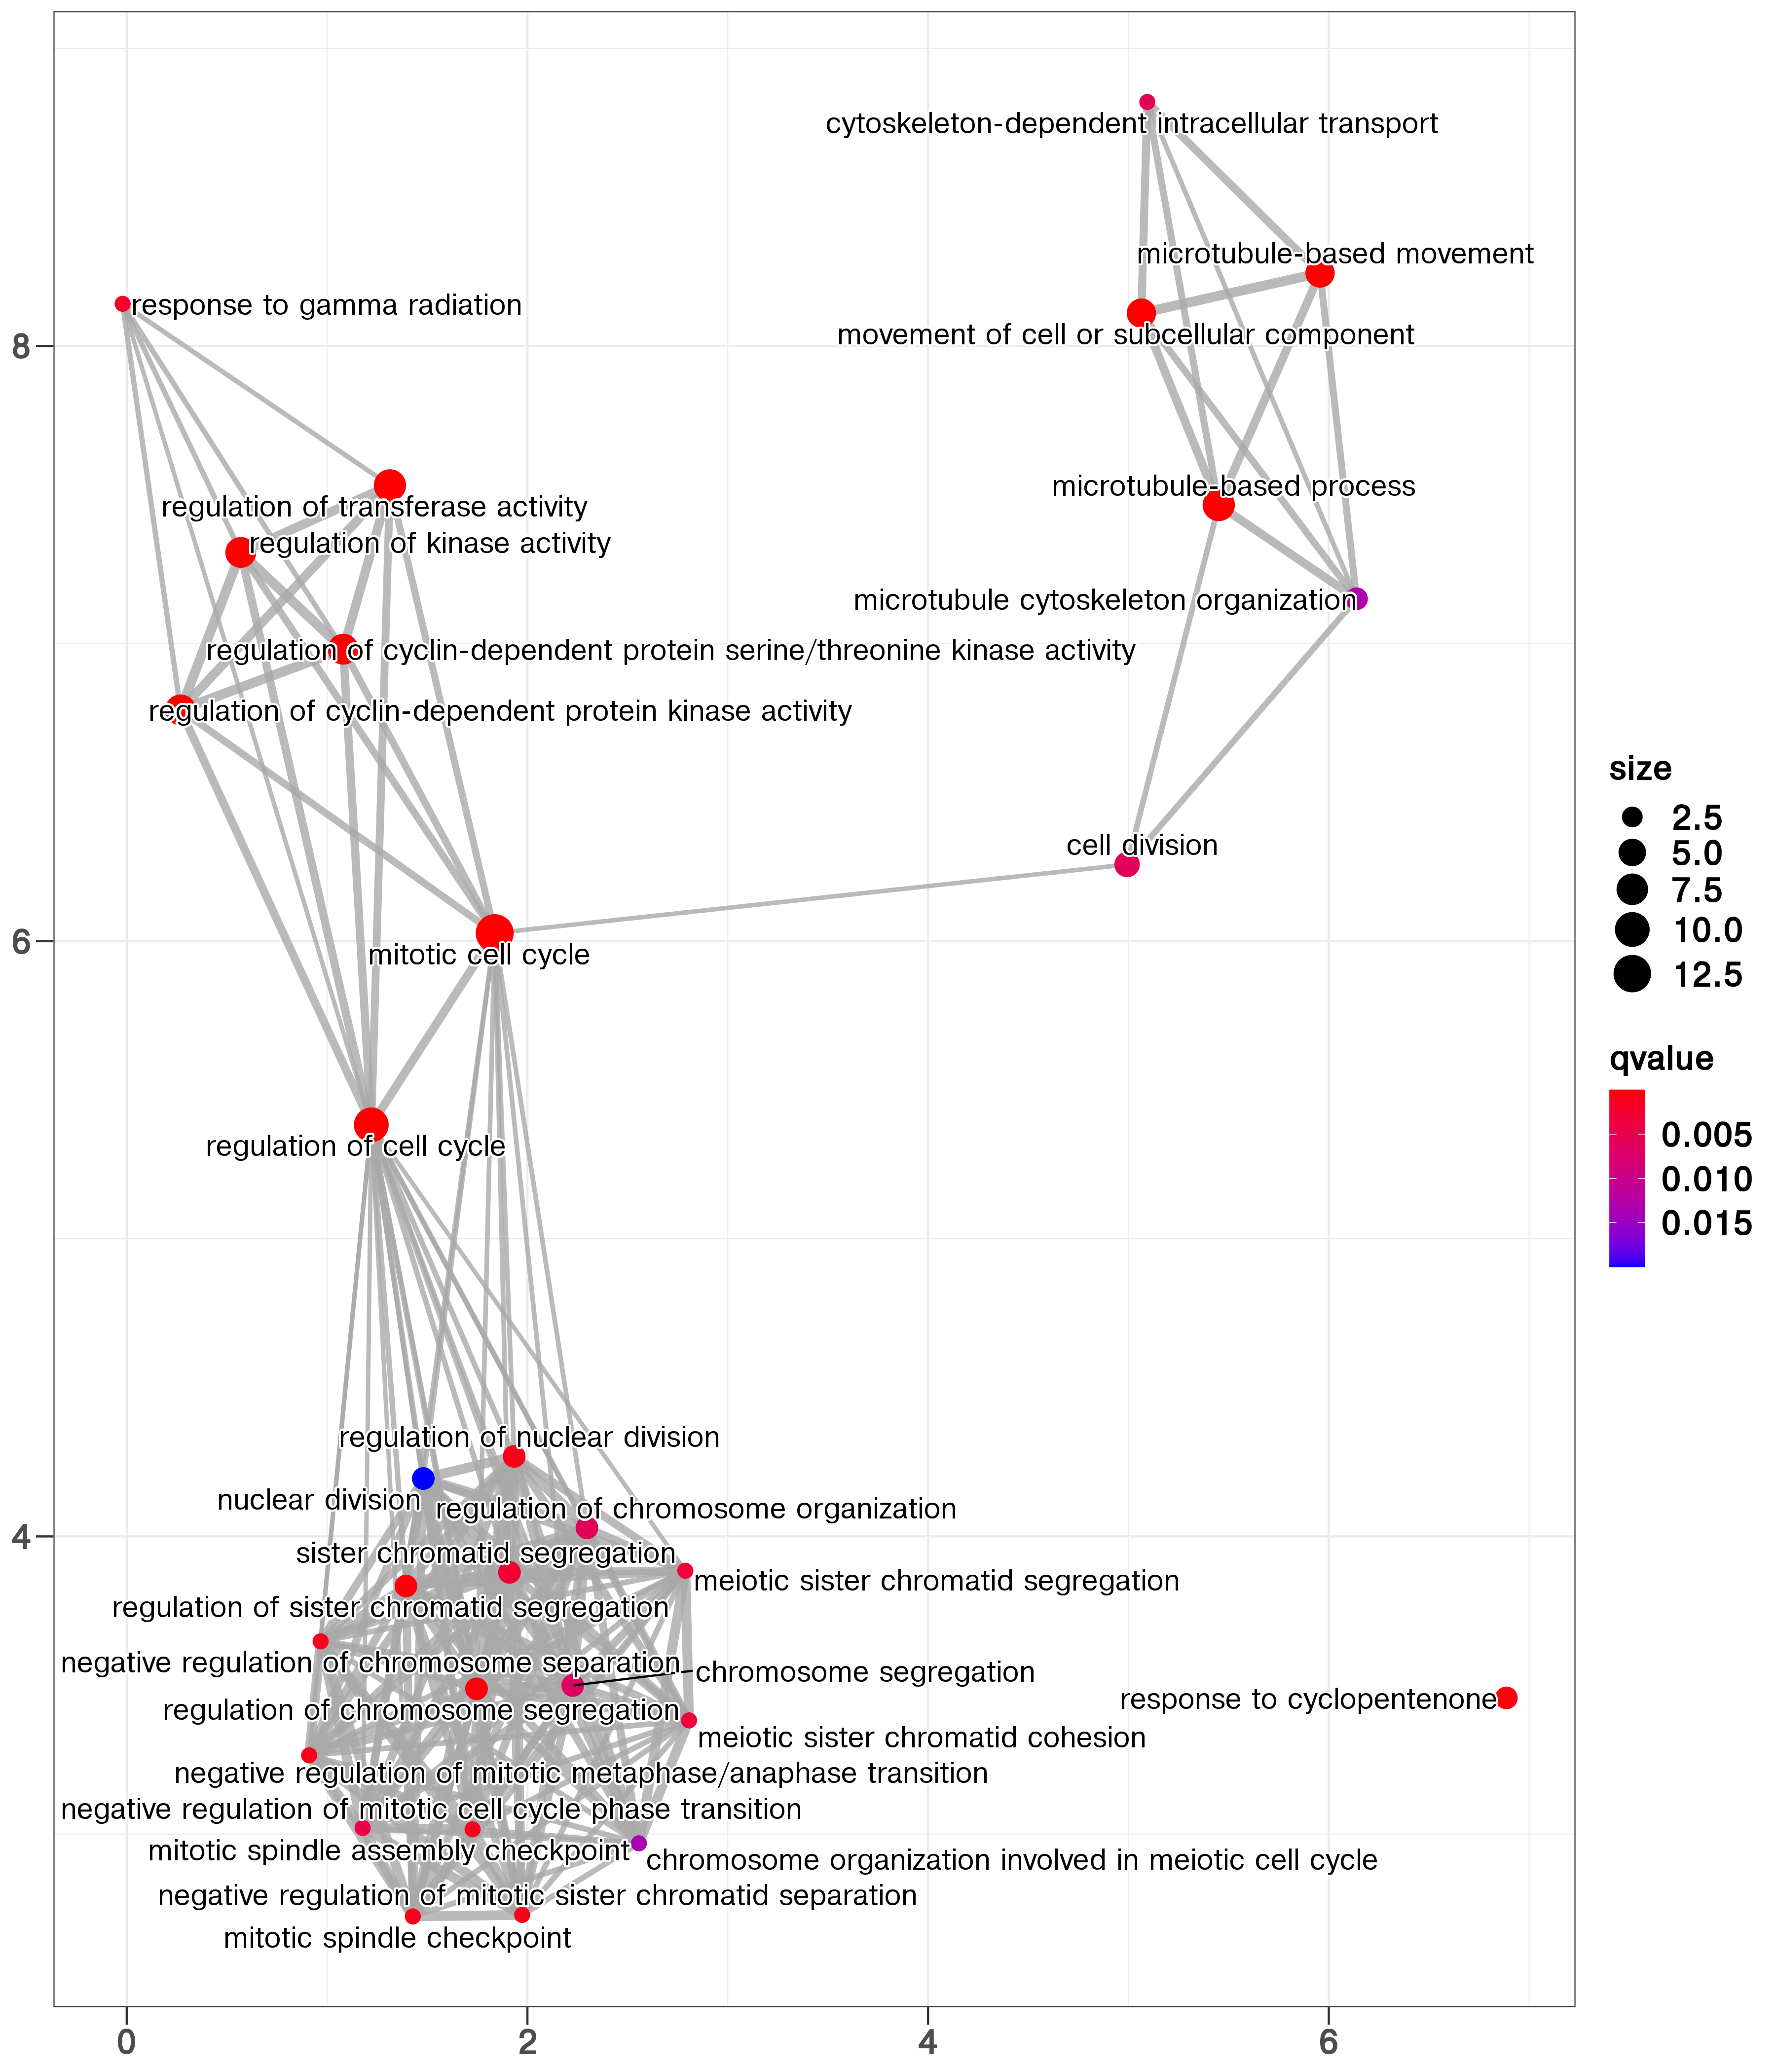 cytoskeleton-dependent intracellular transport
microtubule-based movement
response to gamma radiation
movement of cell or subcellular component
8
microtubule-based process
regulation of transferase activity
regulation of kinase activity
microtubule cytoskeleton organization
regulation of cyclin-dependent protein serine/threonine kinase activity
regulation of cyclin-dependent protein kinase activity
cell division
6
mitotic cell cycle
regulation of cell cycle
regulation of nuclear division
nuclear division
regulation of chromosome organization
4
sister chromatid segregation
meiotic sister chromatid segregation
regulation of sister chromatid segregation
negative regulation of chromosome separation
chromosome segregation
response to cyclopentenone
regulation of chromosome segregation
meiotic sister chromatid cohesion
negative regulation of mitotic metaphase/anaphase transition
negative regulation of mitotic cell cycle phase transition
mitotic spindle assembly checkpoint
chromosome organization involved in meiotic cell cycle
negative regulation of mitotic sister chromatid separation
mitotic spindle checkpoint
0 2 4 6
size
2.5
5.0
7.5
10.0
12.5
qvalue
0.005
0.010
0.015